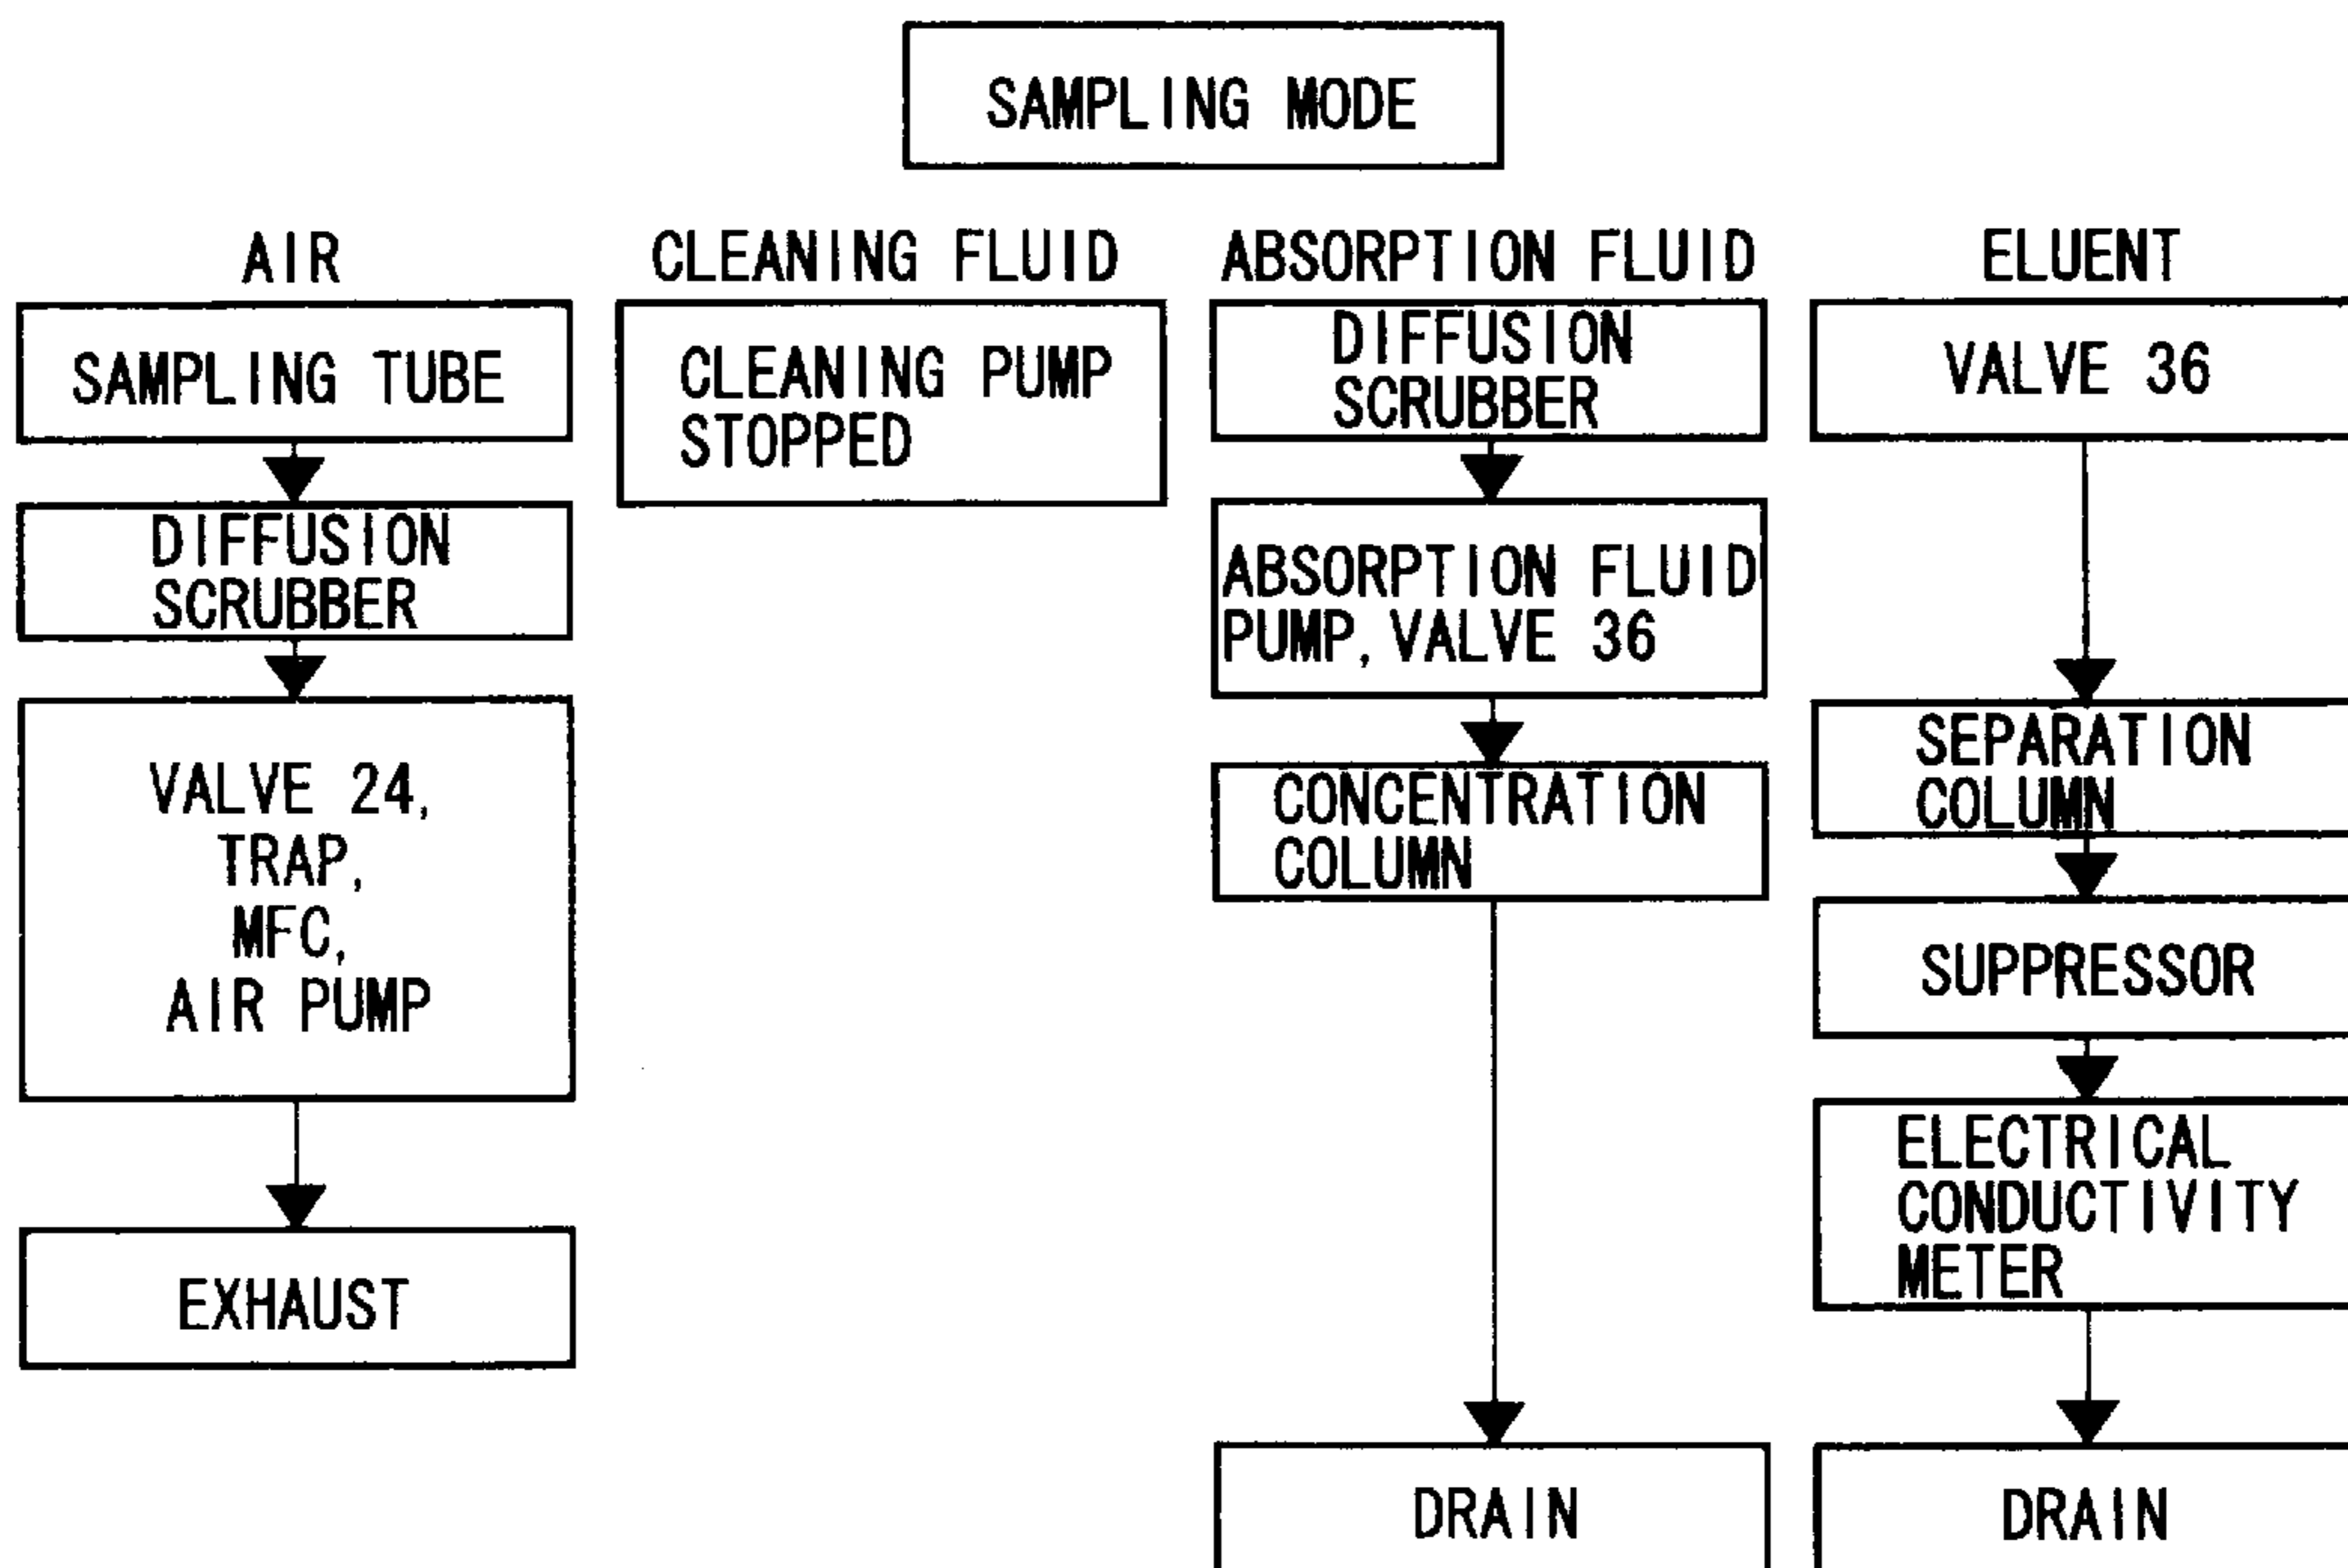 SAMPLING MODE
AIR
SAMPLING TUBE
DIFFUSION
SCRUBBER
VALVE 24,
TRAP,
MFC,
AIR PUMP
EXHAUST
CLEANING FLUID
CLEANING PUMP
STOPPED
ABSORPTION FLUID
DIFFUSION
SCRUBBER
ABSORPTION FLUID
PUMP, VALVE 36
CONCENTRATION
COLUMN
DRAIN
ELUENT
VALVE 36
SEPARATION
COLUMN
SUPPRESSOR
ELECTRICAL
CONDUCTIVITY
METER
DRAIN